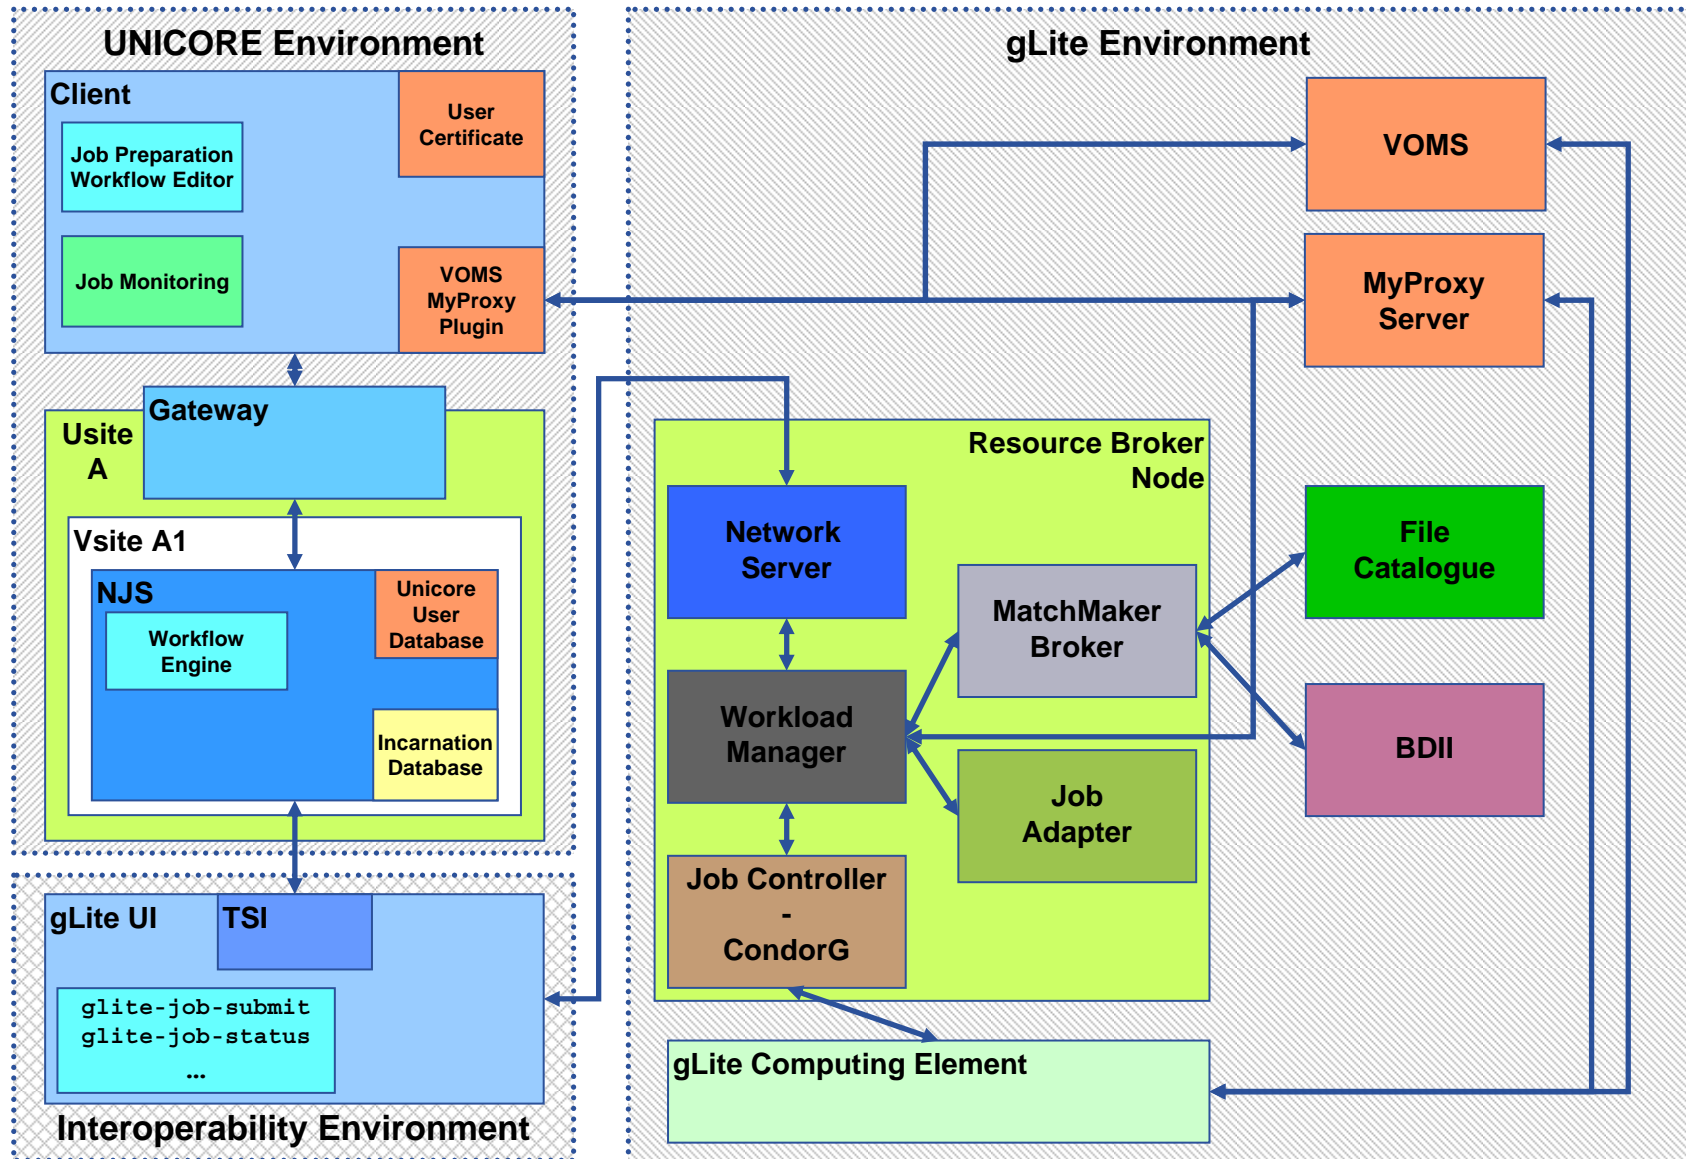 UNICORE Environment
Client
User
Certificate
Job Preparation
Workflow Editor
Job Monitoring
VOMS
MyProxy
Plugin
Gateway
Usite
A
Vsite A1
NJS
Unicore
User
Database
Workflow
Engine
Incarnation
Database
gLite UI
TSI
glite-job-submit
glite-job-status
...
Interoperability Environment
gLite Environment
VOMS
MyProxy
Server
Resource Broker
Node
Network
Server
MatchMaker
Broker
File
Catalogue
Workload
Manager
BDII
Job
Adapter
Job Controller
-
CondorG
gLite Computing Element